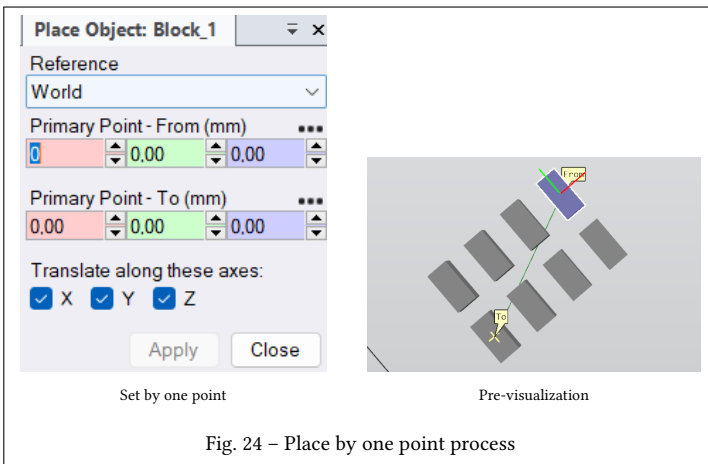 Place Object: Block_1
Reference
World
Primary Point - From (mm)
0 0,00 0,00
Primary Point - To (mm)
0,00 0,00 0,00
Translate along these axes:
X Y Z
Apply Close
From
To
Set by one point
Pre-visualization
Fig. 24 – Place by one point process